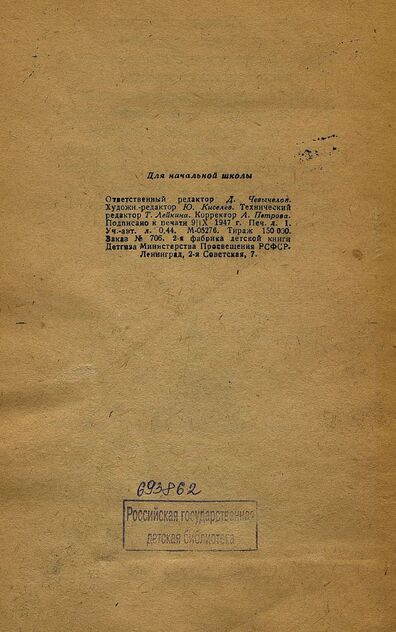 Для начальной школы
Ответственный редактор Д. Чевычелов.
Художн.-редактор Ю. Киселев. Технический
редактор Т. Лейкина. Корректор А. Петрова.
Подписано к печати 9/IX 1947 г. Печ. л. 1.
Уч.-авт. л. 0,44. М-05276. Тираж 150 000.
Заказ № 706. 2-я фабрика детской книги
Детгиза Министерства Просвещения РСФСР.
Ленинград, 2-я Советская, 7.
693862
Российская государственная
детская библиотека